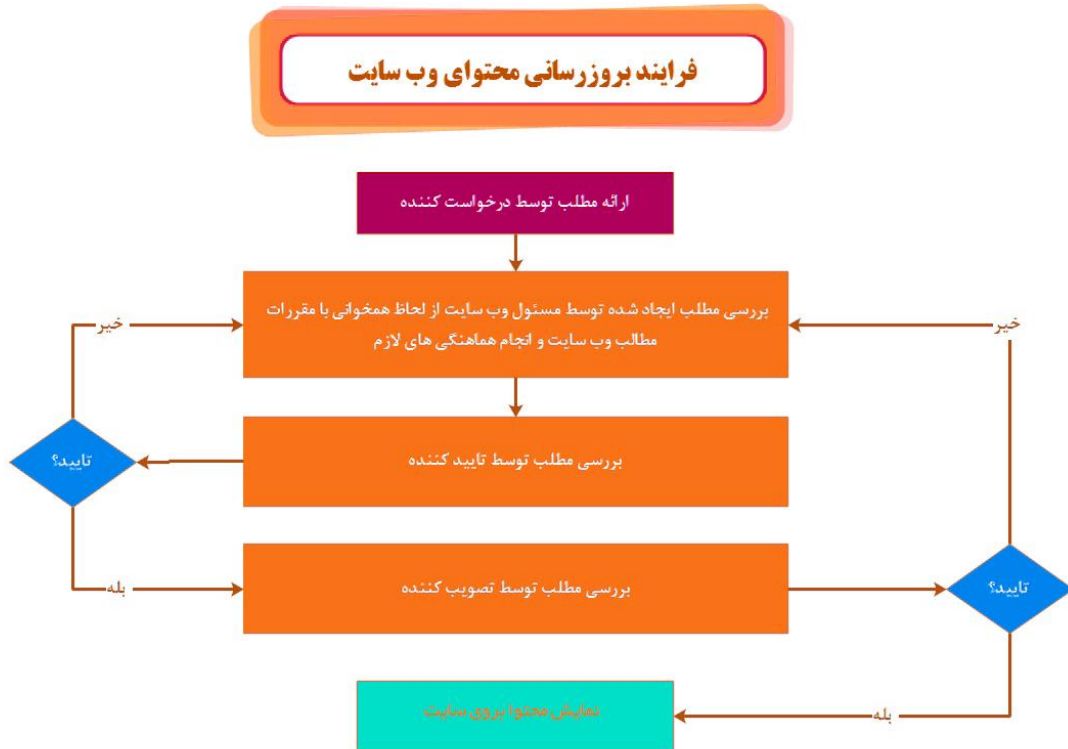 فرایند بروزرسانی محتوای وب سایت
ارائه مطلب توسط درخواست کننده
بررسی مطلب ایجاد شده توسط مسئول وب سایت از لحاظ همخوانی با مقررات
مطالب وب سایت و انجام هماهنگی های لازم
خیر
خیر
بررسی مطلب توسط تایید کننده
تایید؟
بله
بررسی مطلب توسط تصویب کننده
تایید؟
بله
نمایش محتوا بروی سایت